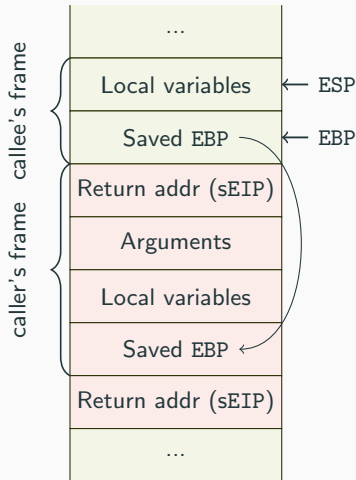 ...
Local variables
ESP
Saved EBP
EBP
callee's frame
Return addr (sEIP)
Arguments
Local variables
Saved EBP
caller's frame
Return addr (sEIP)
...